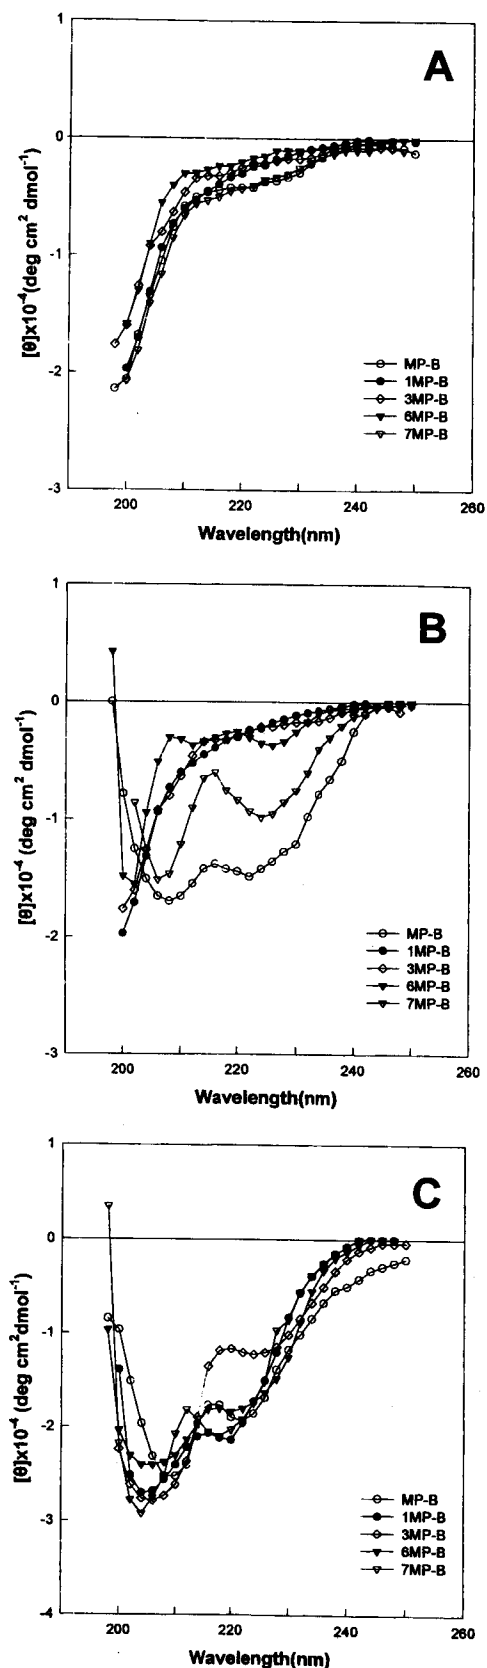 A
1
0
-1
-2
-3
[θ]x10⁻⁴(deg cm² dmol⁻¹)
MP-B
1MP-B
3MP-B
6MP-B
7MP-B
200 220 240 260
Wavelength(nm)
B
1
0
-1
-2
-3
[θ]x10⁻⁴ (deg cm² dmol⁻¹)
MP-B
1MP-B
3MP-B
6MP-B
7MP-B
200 220 240 260
Wavelength(nm)
C
1
0
-1
-2
-3
-4
[θ]x10⁻⁴ (deg cm²dmol⁻¹)
MP-B
1MP-B
3MP-B
6MP-B
7MP-B
200 220 240 260
Wavelength(nm)